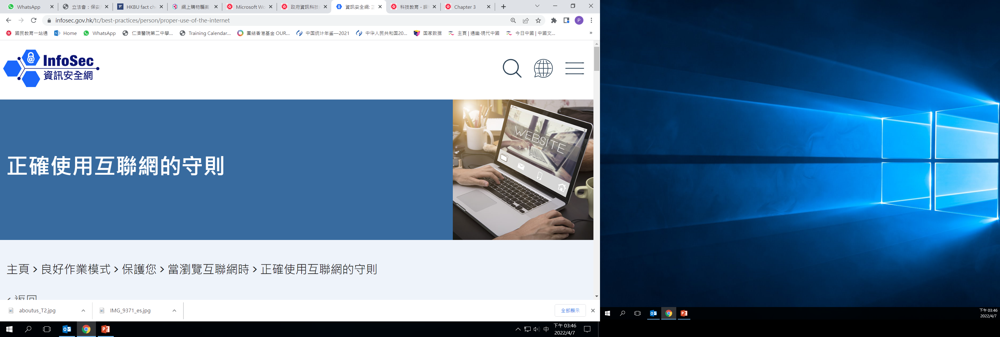 WhatsApp
立法會：保安
HKBU fact ch
網上購物騙案
Microsoft Wo
政府資訊科技
資訊安全網: 正
科技教育 - 課
Chapter 3
infosec.gov.hk/tc/best-practices/person/proper-use-of-the-internet
P
國民教育一站通
Home
WhatsApp
仁濟醫院第二中學...
Training Calendar...
團結香港基金 OUR...
中国统计年鉴—2021
中华人民共和国20...
国家数据
主頁 | 通識·現代中國
今日中國 | 中國文...
»
InfoSec
資訊安全網
WEBSITE
正確使用互聯網的守則
主頁 > 良好作業模式 > 保護您 > 當瀏覽互聯網時 > 正確使用互聯網的守則
‹ 返回
aboutus_T2.jpg
IMG_9371_es.jpg
全部顯示
中
下午 03:46
2022/4/7
下午 03:46
2022/4/7